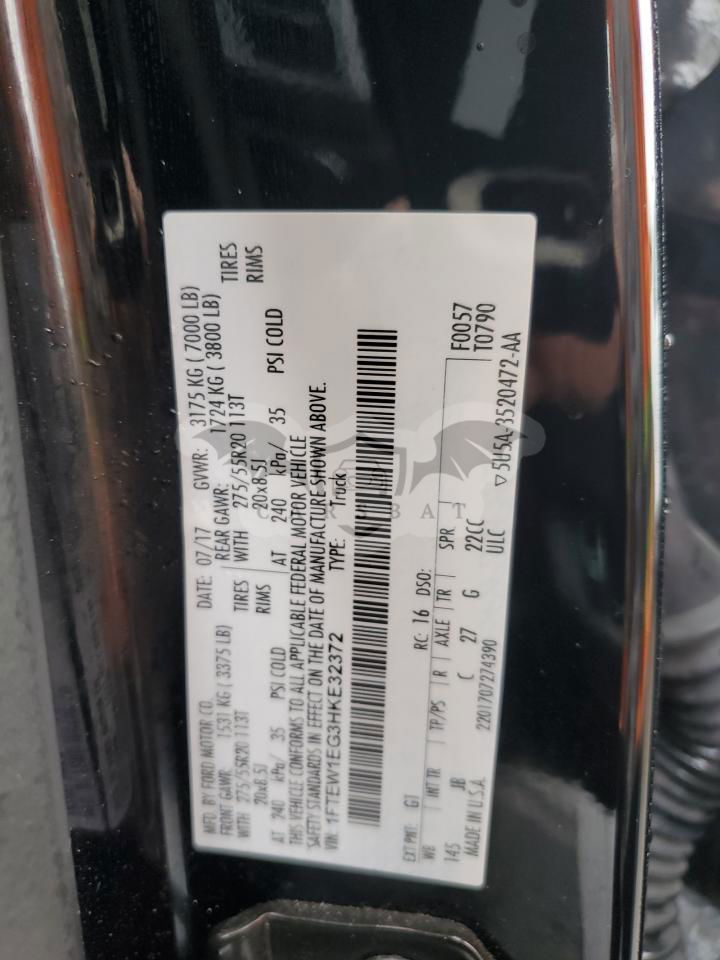 MFD. BY FORD MOTOR CO. DATE: 07/17 GVWR: 3175 KG ( 7000 LB)
FRONT GAWR: 1531 KG ( 3375 LB) REAR GAWR: 1724 KG ( 3800 LB)
WITH 275/55R20 113T TIRES WITH 275/55R20 113T TIRES
20x8.5J RIMS 20x8.5J RIMS
AT 240 kPa/ 35 PSI COLD AT 240 kPa/ 35 PSI COLD
THIS VEHICLE CONFORMS TO ALL APPLICABLE FEDERAL MOTOR VEHICLE
SAFETY STANDARDS IN EFFECT ON THE DATE OF MANUFACTURE SHOWN ABOVE.
VIN: 1FTEW1EG3HKE32372 TYPE: Truck
EXT PNT: G1 RC: 16 DSO: F0057
WB INT TR TP/PS R AXLE TR SPR T0790
145 JB C 27 G 22CC
MADE IN U.S.A. 2201707274390 ULC ▽5U5A-3520472-AA
CARSBAT